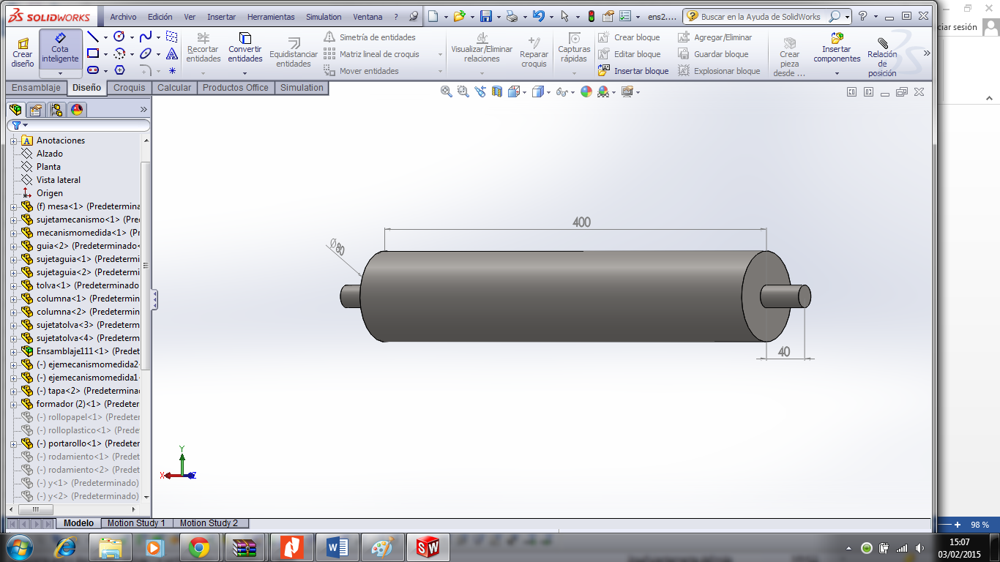 SOLIDWORKS Archivo Edición Ver Insertar Herramientas Simulation Ventana ? ens2.... Buscar en la Ayuda de SolidWorks ?
ciar sesión
Crear diseño
Cota inteligente
Recortar entidades
Convertir entidades
Equidistanciar entidades
Simetría de entidades
Matriz lineal de croquis
Mover entidades
Visualizar/Eliminar relaciones
Reparar croquis
Capturas rápidas
Crear bloque
Editar bloque
Insertar bloque
Agregar/Eliminar
Guardar bloque
Explosionar bloque
Crear pieza desde ...
Insertar componentes
Relación de posición
»
Ensamblaje Diseño Croquis Calcular Productos Office Simulation
»
Anotaciones
Alzado
Planta
Vista lateral
Origen
(f) mesa<1> (Predetermina
sujetamecanismo<1> (Pre
mecanismomedida<1> (Pr
guia<2> (Predeterminado<
sujetaguia<1> (Predetermi
sujetaguia<2> (Predetermi
tolva<1> (Predeterminado
columna<1> (Predetermin
columna<2> (Predetermin
sujetatolva<3> (Predeterm
sujetatolva<4> (Predeterm
Ensamblaje111<1> (Predet
(-) ejemecanismomedida2
(-) ejemecanismomedida1
(-) tapa<2> (Predetermina
formador (2)<1> (Predeter
(-) rollopapel<1> (Predeter
(-) rolloplastico<1> (Prede
(-) portarollo<1> (Predeter
(-) rodamiento<1> (Predet
(-) rodamiento<2> (Predet
(-) y<1> (Predeterminado)
(-) y<2> (Predeterminado)
400
Ø80
40
Y
X
Z
Modelo Motion Study 1 Motion Study 2
98 %
15:07
03/02/2015